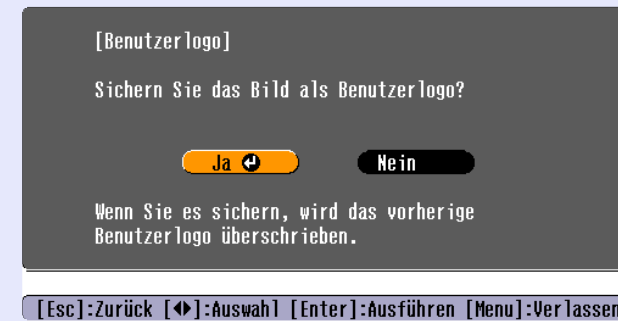 [Benutzerlogo]
Sichern Sie das Bild als Benutzerlogo?
Ja Nein
Wenn Sie es sichern, wird das vorherige
Benutzerlogo überschrieben.
[Esc]:Zurück [◆]:Auswahl [Enter]:Ausführen [Menu]:Verlassen